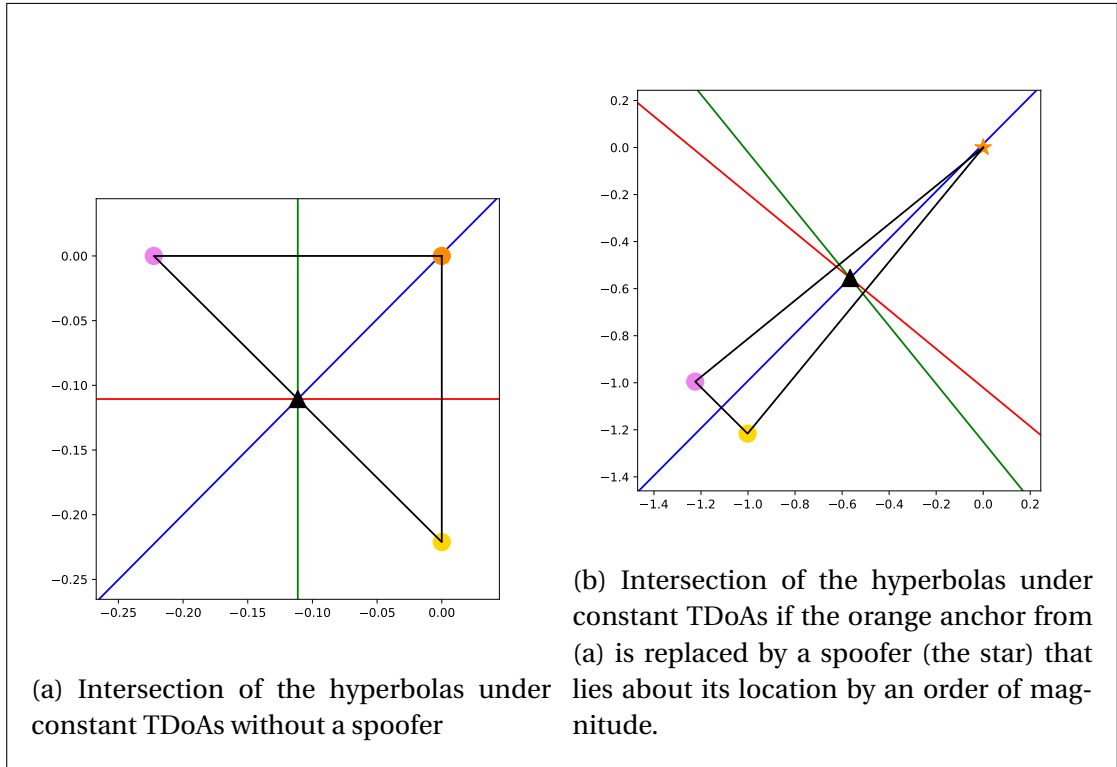 0.00
−0.05
−0.10
−0.15
−0.20
−0.25
−0.25 −0.20 −0.15 −0.10 −0.05 0.00
(a) Intersection of the hyperbolas under
constant TDoAs without a spoofer
0.2
0.0
−0.2
−0.4
−0.6
−0.8
−1.0
−1.2
−1.4
−1.4 −1.2 −1.0 −0.8 −0.6 −0.4 −0.2 0.0 0.2
(b) Intersection of the hyperbolas under
constant TDoAs if the orange anchor from
(a) is replaced by a spoofer (the star) that
lies about its location by an order of mag-
nitude.